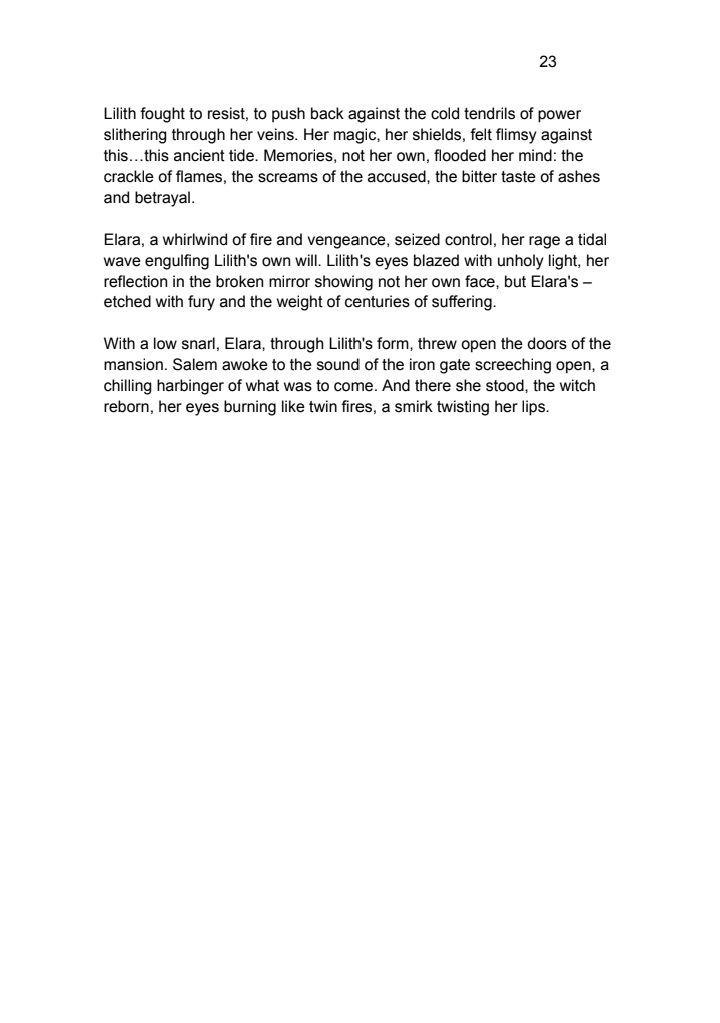 23
Lilith fought to resist, to push back against the cold tendrils of power
slithering through her veins. Her magic, her shields, felt flimsy against
this…this ancient tide. Memories, not her own, flooded her mind: the
crackle of flames, the screams of the accused, the bitter taste of ashes
and betrayal.
Elara, a whirlwind of fire and vengeance, seized control, her rage a tidal
wave engulfing Lilith's own will. Lilith's eyes blazed with unholy light, her
reflection in the broken mirror showing not her own face, but Elara's –
etched with fury and the weight of centuries of suffering.
With a low snarl, Elara, through Lilith's form, threw open the doors of the
mansion. Salem awoke to the sound of the iron gate screeching open, a
chilling harbinger of what was to come. And there she stood, the witch
reborn, her eyes burning like twin fires, a smirk twisting her lips.